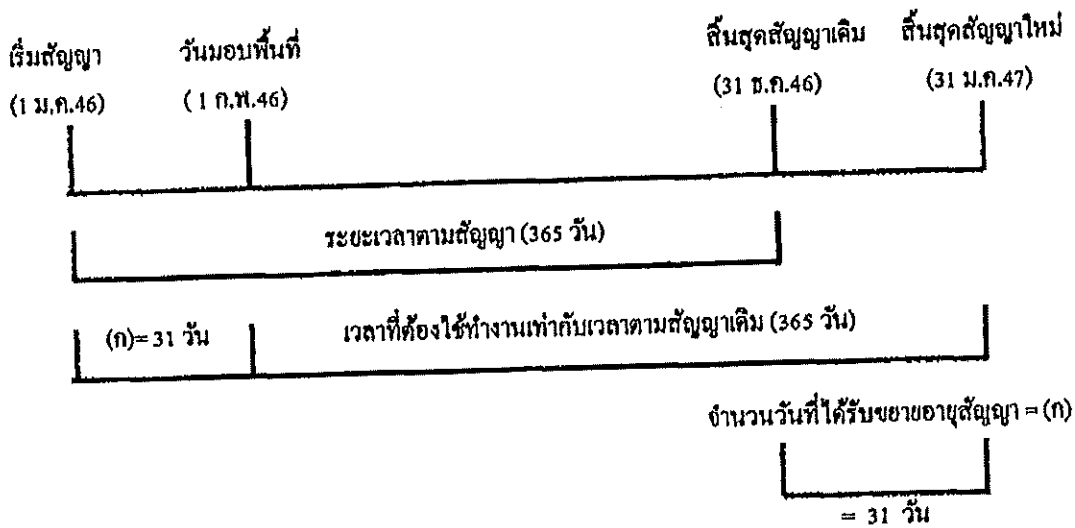 เริ่มสัญญา วันมอบพื้นที่ สิ้นสุดสัญญาเดิม สิ้นสุดสัญญาใหม่
(1 ม.ค.46) ( 1 ก.พ.46) (31 ธ.ค.46) (31 ม.ค.47)
ระยะเวลาตามสัญญา (365 วัน)
(ก)= 31 วัน เวลาที่ต้องใช้ทำงานเท่ากับเวลาตามสัญญาเดิม (365 วัน)
จำนวนวันที่ได้รับขยายอายุสัญญา = (ก)
= 31 วัน